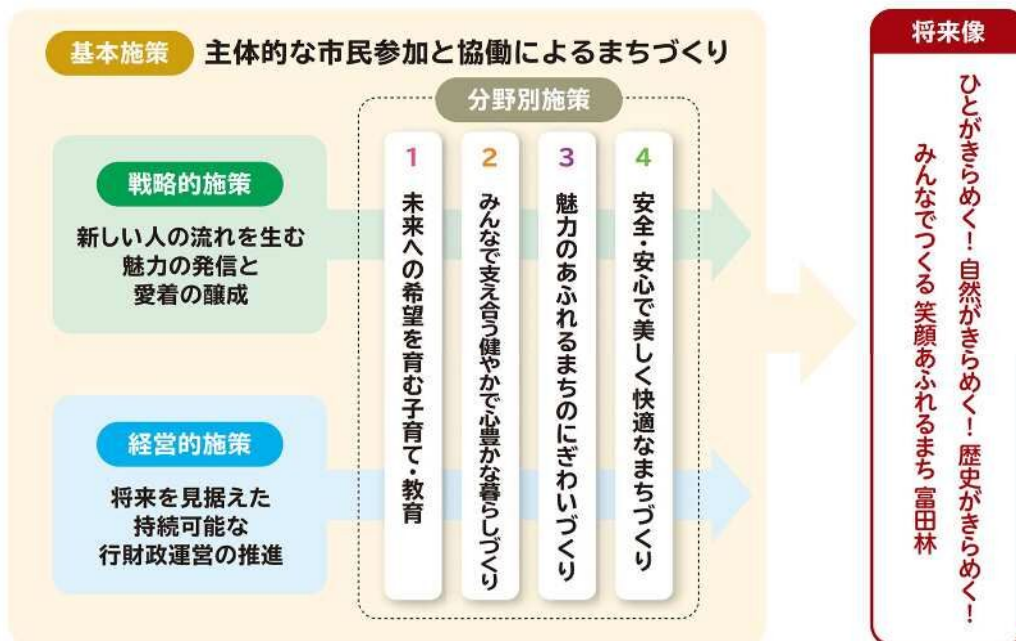 基本施策 主体的な市民参加と協働によるまちづくり
分野別施策
戦略的施策
新しい人の流れを生む
魅力の発信と
愛着の醸成
経営的施策
将来を見据えた
持続可能な
行財政運営の推進
1 未来への希望を育む子育て・教育
2 みんなで支え合う健やかで心豊かな暮らしづくり
3 魅力のあふれるまちのにぎわいづくり
4 安全・安心で美しく快適なまちづくり
将来像
ひとがきらめく！自然がきらめく！歴史がきらめく！
みんなでつくる 笑顔あふれるまち 富田林